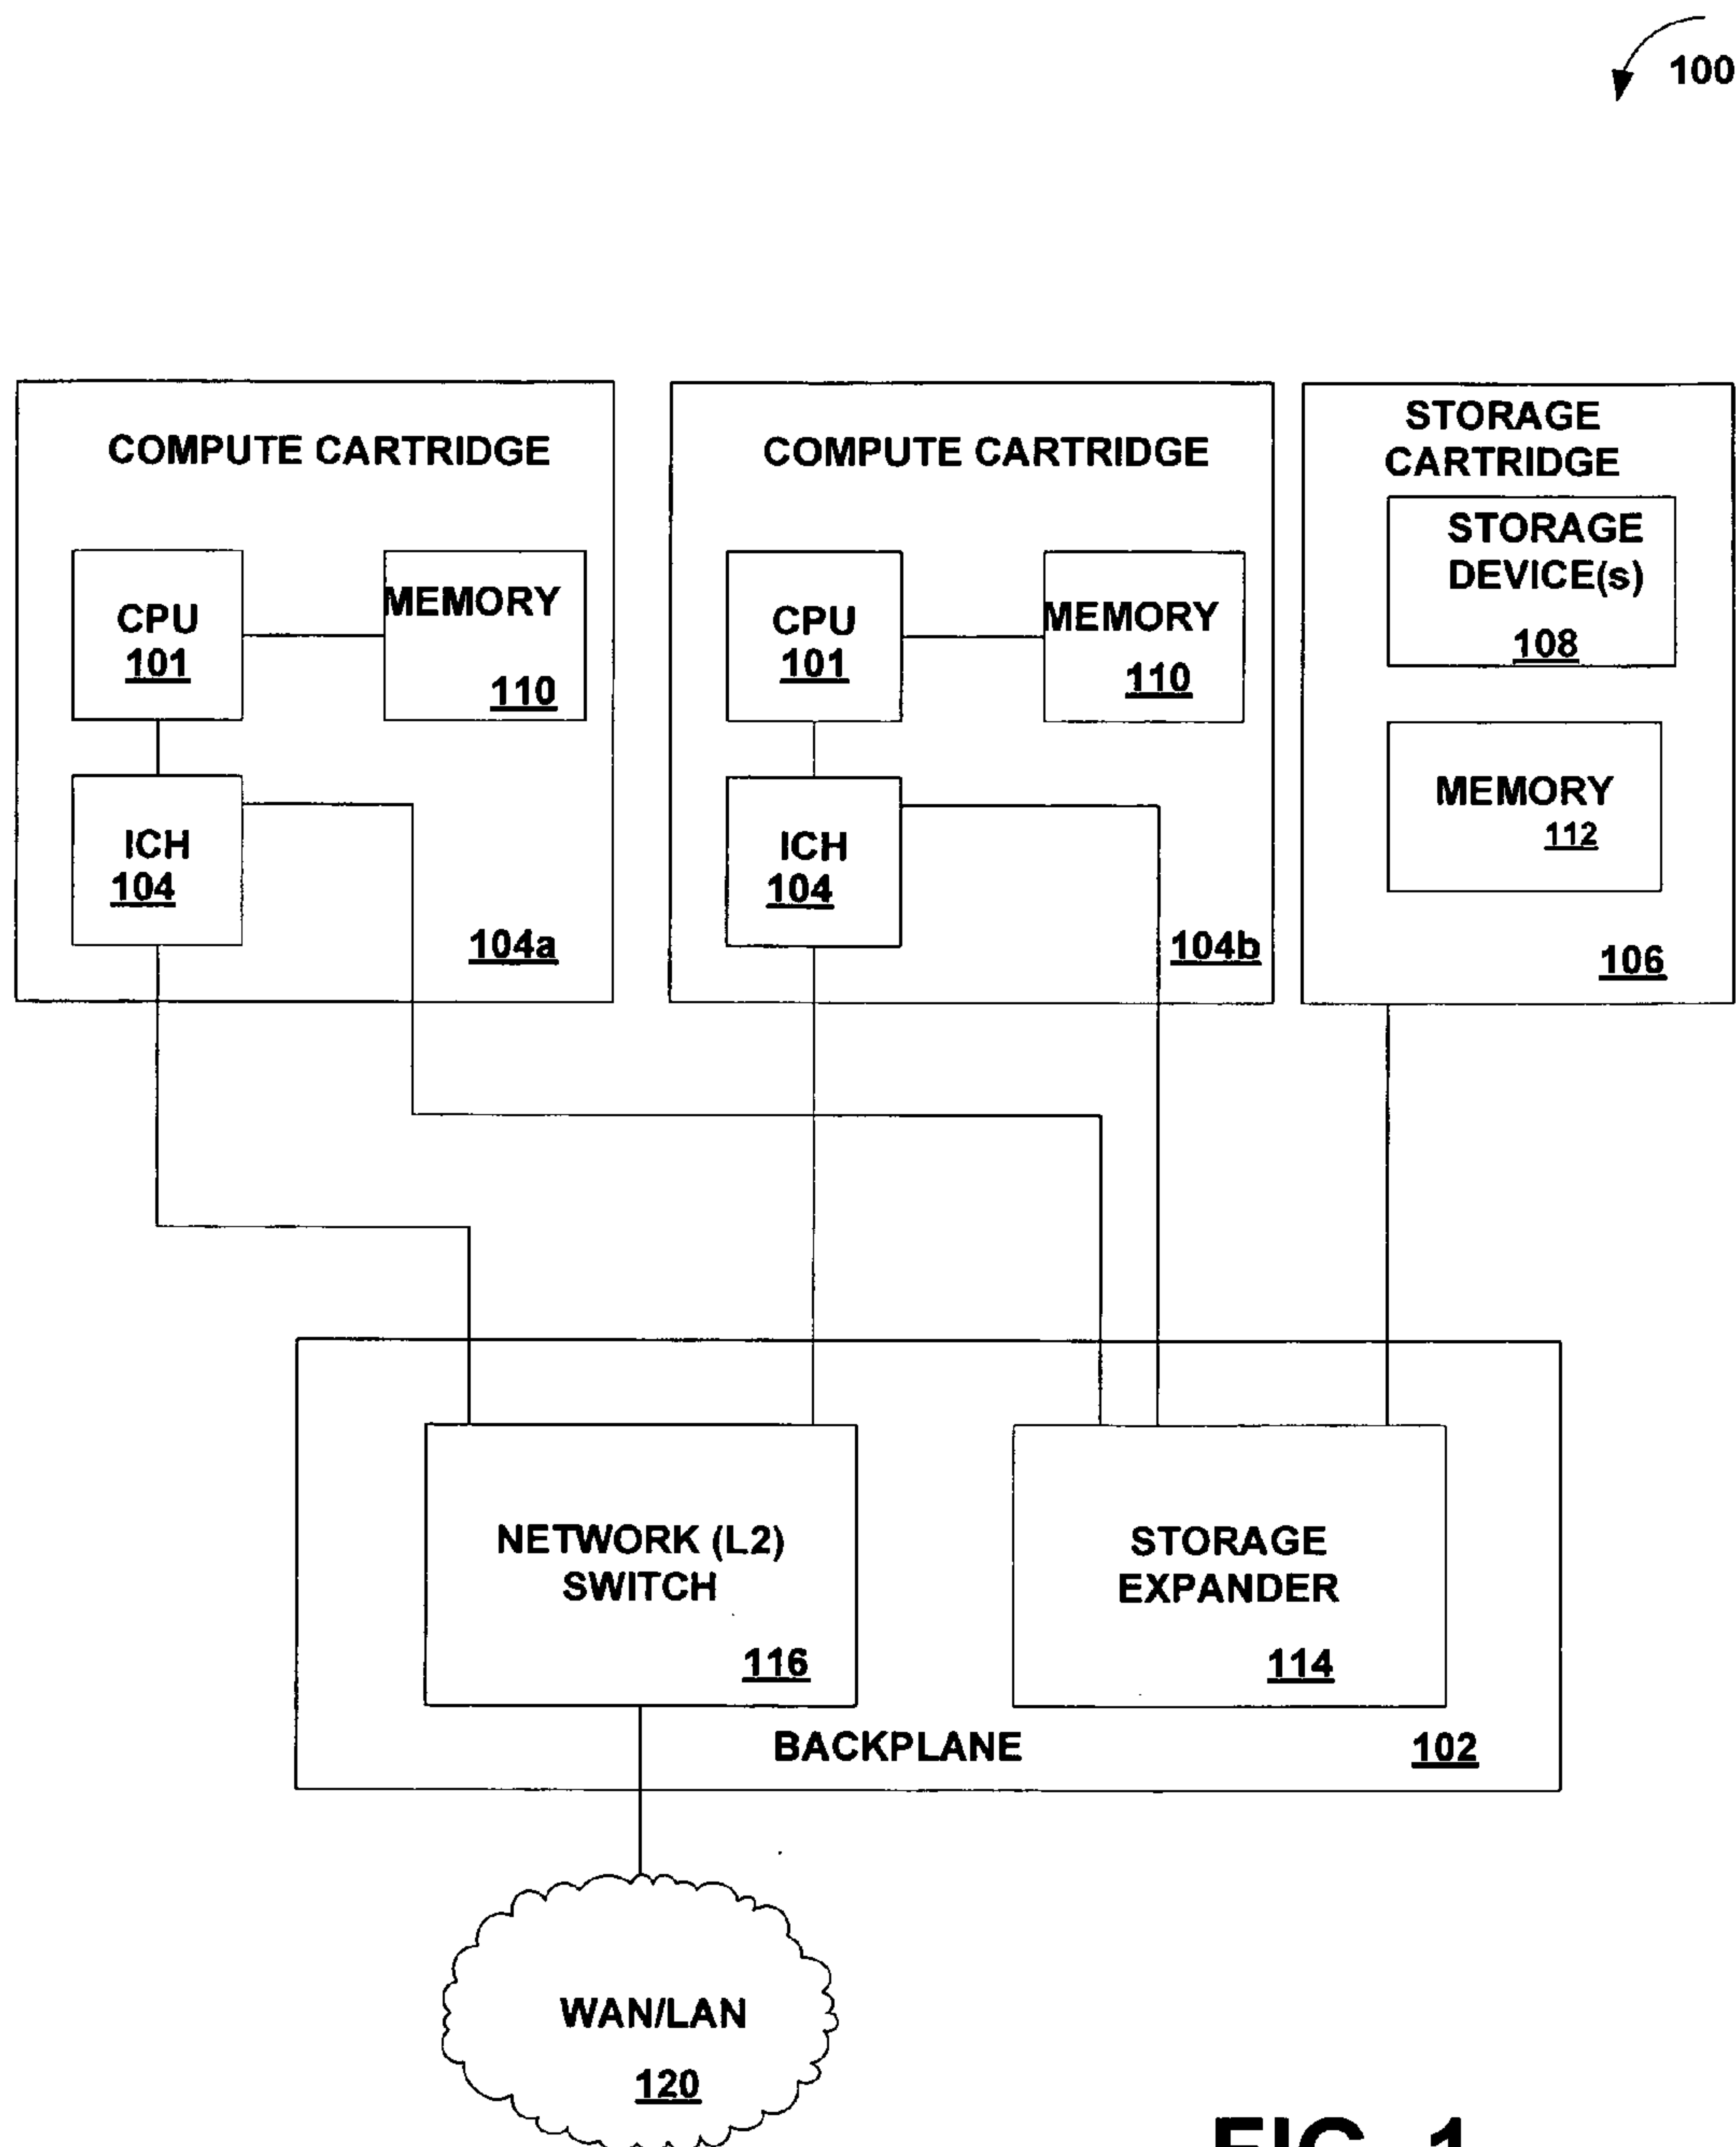 100
COMPUTE CARTRIDGE
CPU
101
MEMORY
110
ICH
104
104a
COMPUTE CARTRIDGE
CPU
101
MEMORY
110
ICH
104
104b
STORAGE
CARTRIDGE
STORAGE
DEVICE(s)
108
MEMORY
112
106
NETWORK (L2)
SWITCH
116
STORAGE
EXPANDER
114
BACKPLANE
102
WAN/LAN
120
FIG. 1